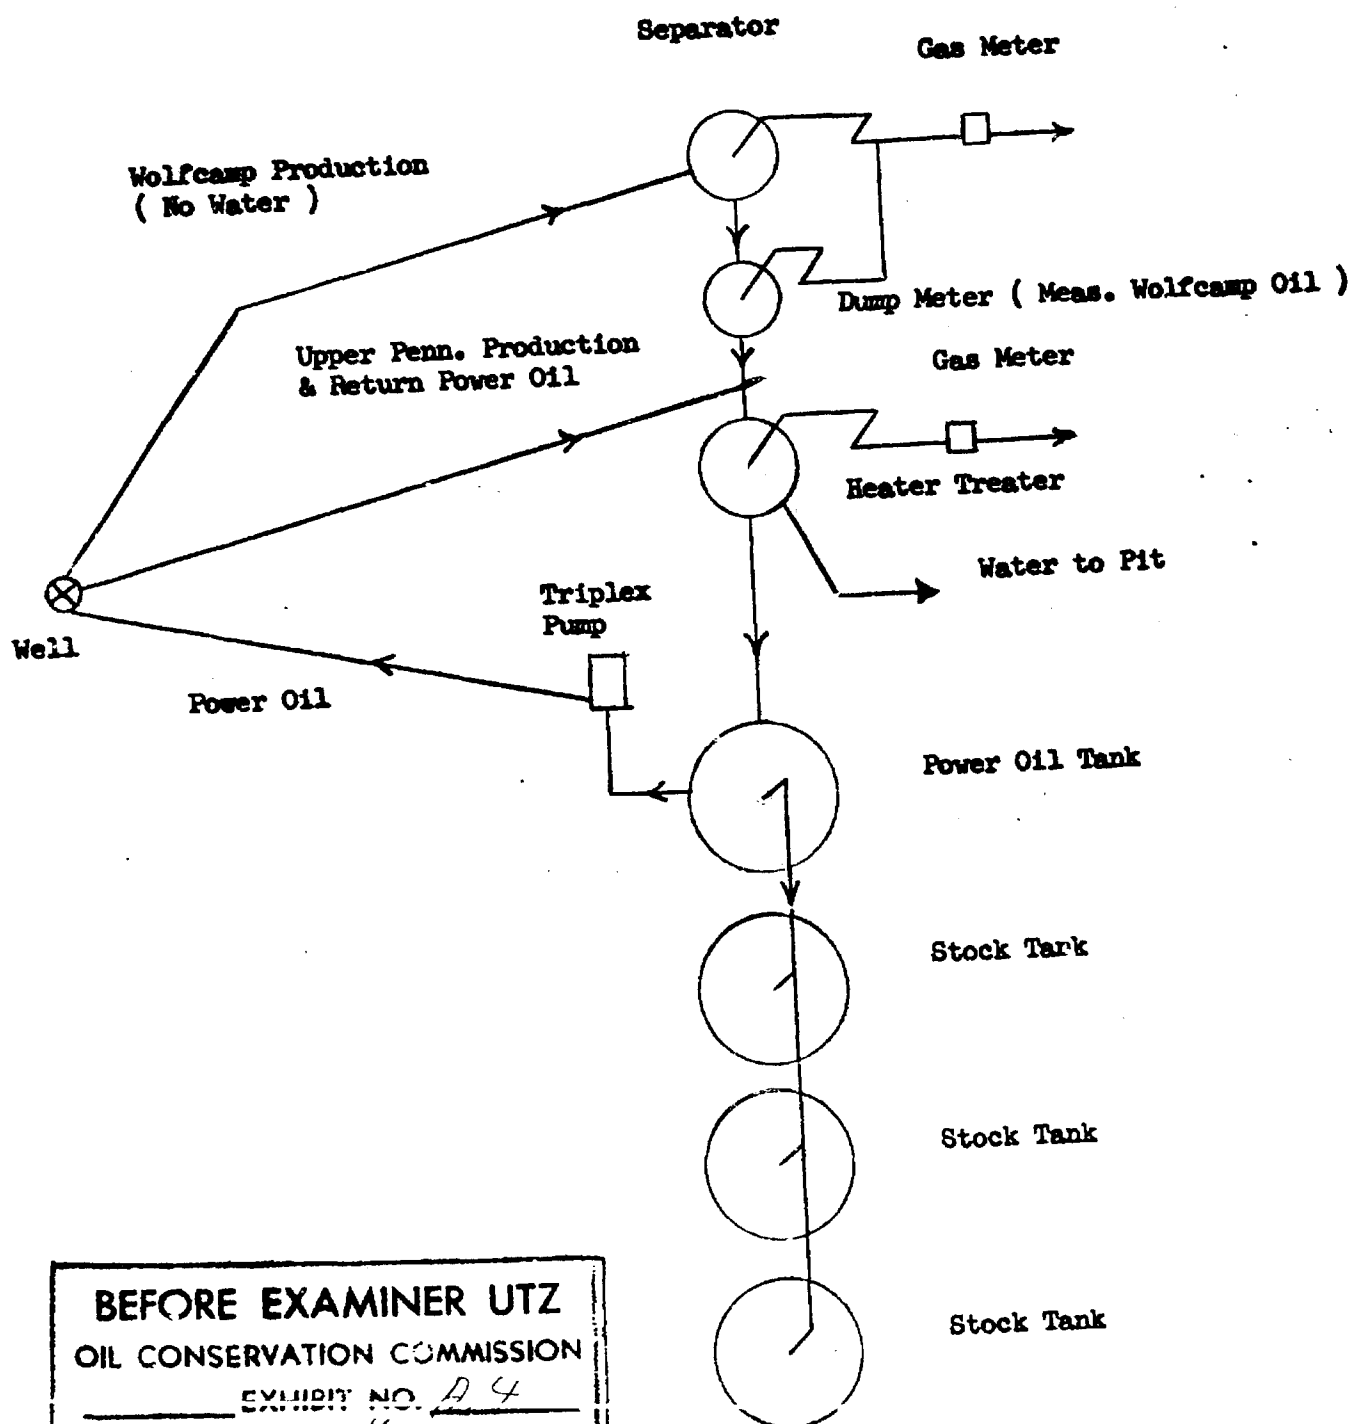 Separator
Gas Meter
Wolfcamp Production
( No Water )
Dump Meter ( Meas. Wolfcamp Oil )
Upper Penn. Production
& Return Power Oil
Gas Meter
Heater Treater
Water to Pit
Triplex
Pump
Well
Power Oil
Power Oil Tank
Stock Tank
Stock Tank
Stock Tank
BEFORE EXAMINER UTZ
OIL CONSERVATION COMMISSION
EXHIBIT NO. A 4